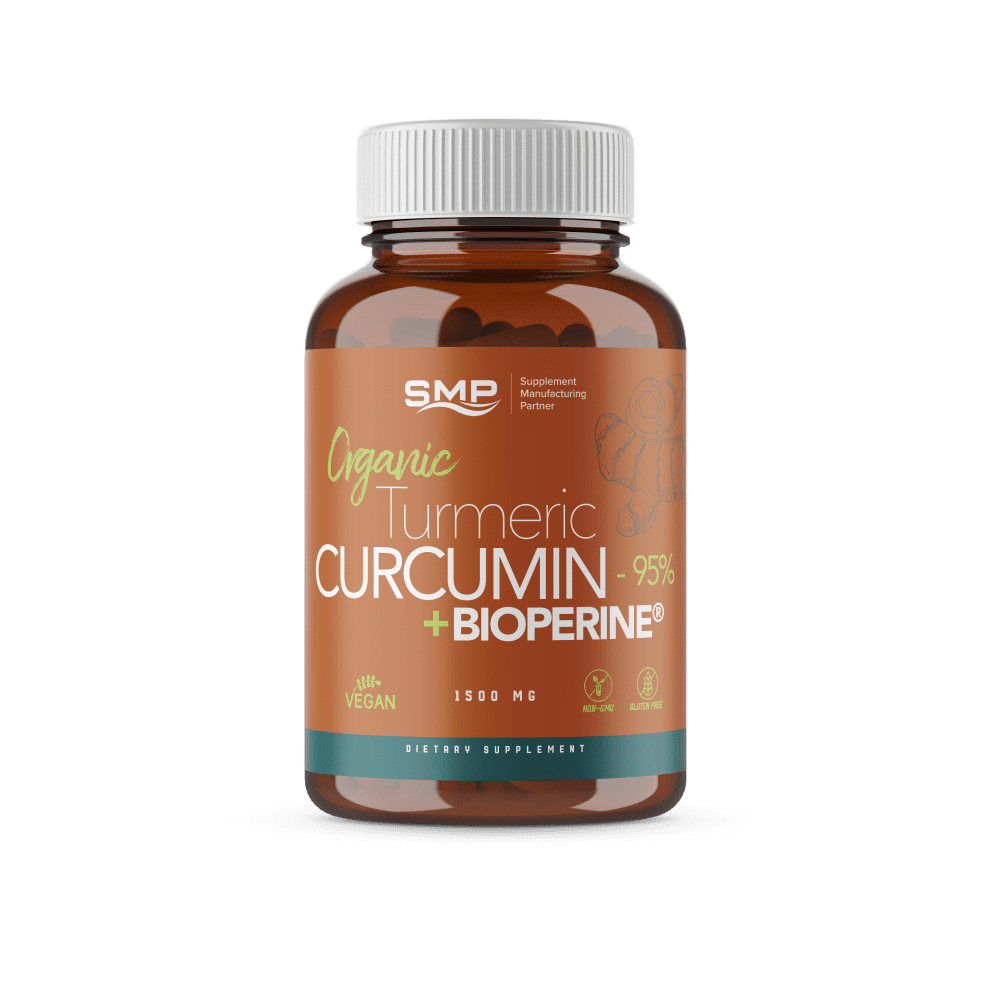 SMP
Supplement
Manufacturing
Partner
Organic
Turmeric
CURCUMIN - 95%
+BIOPERINE®
VEGAN
1500 MG
NON-GMO
GLUTEN FREE
DIETARY SUPPLEMENT